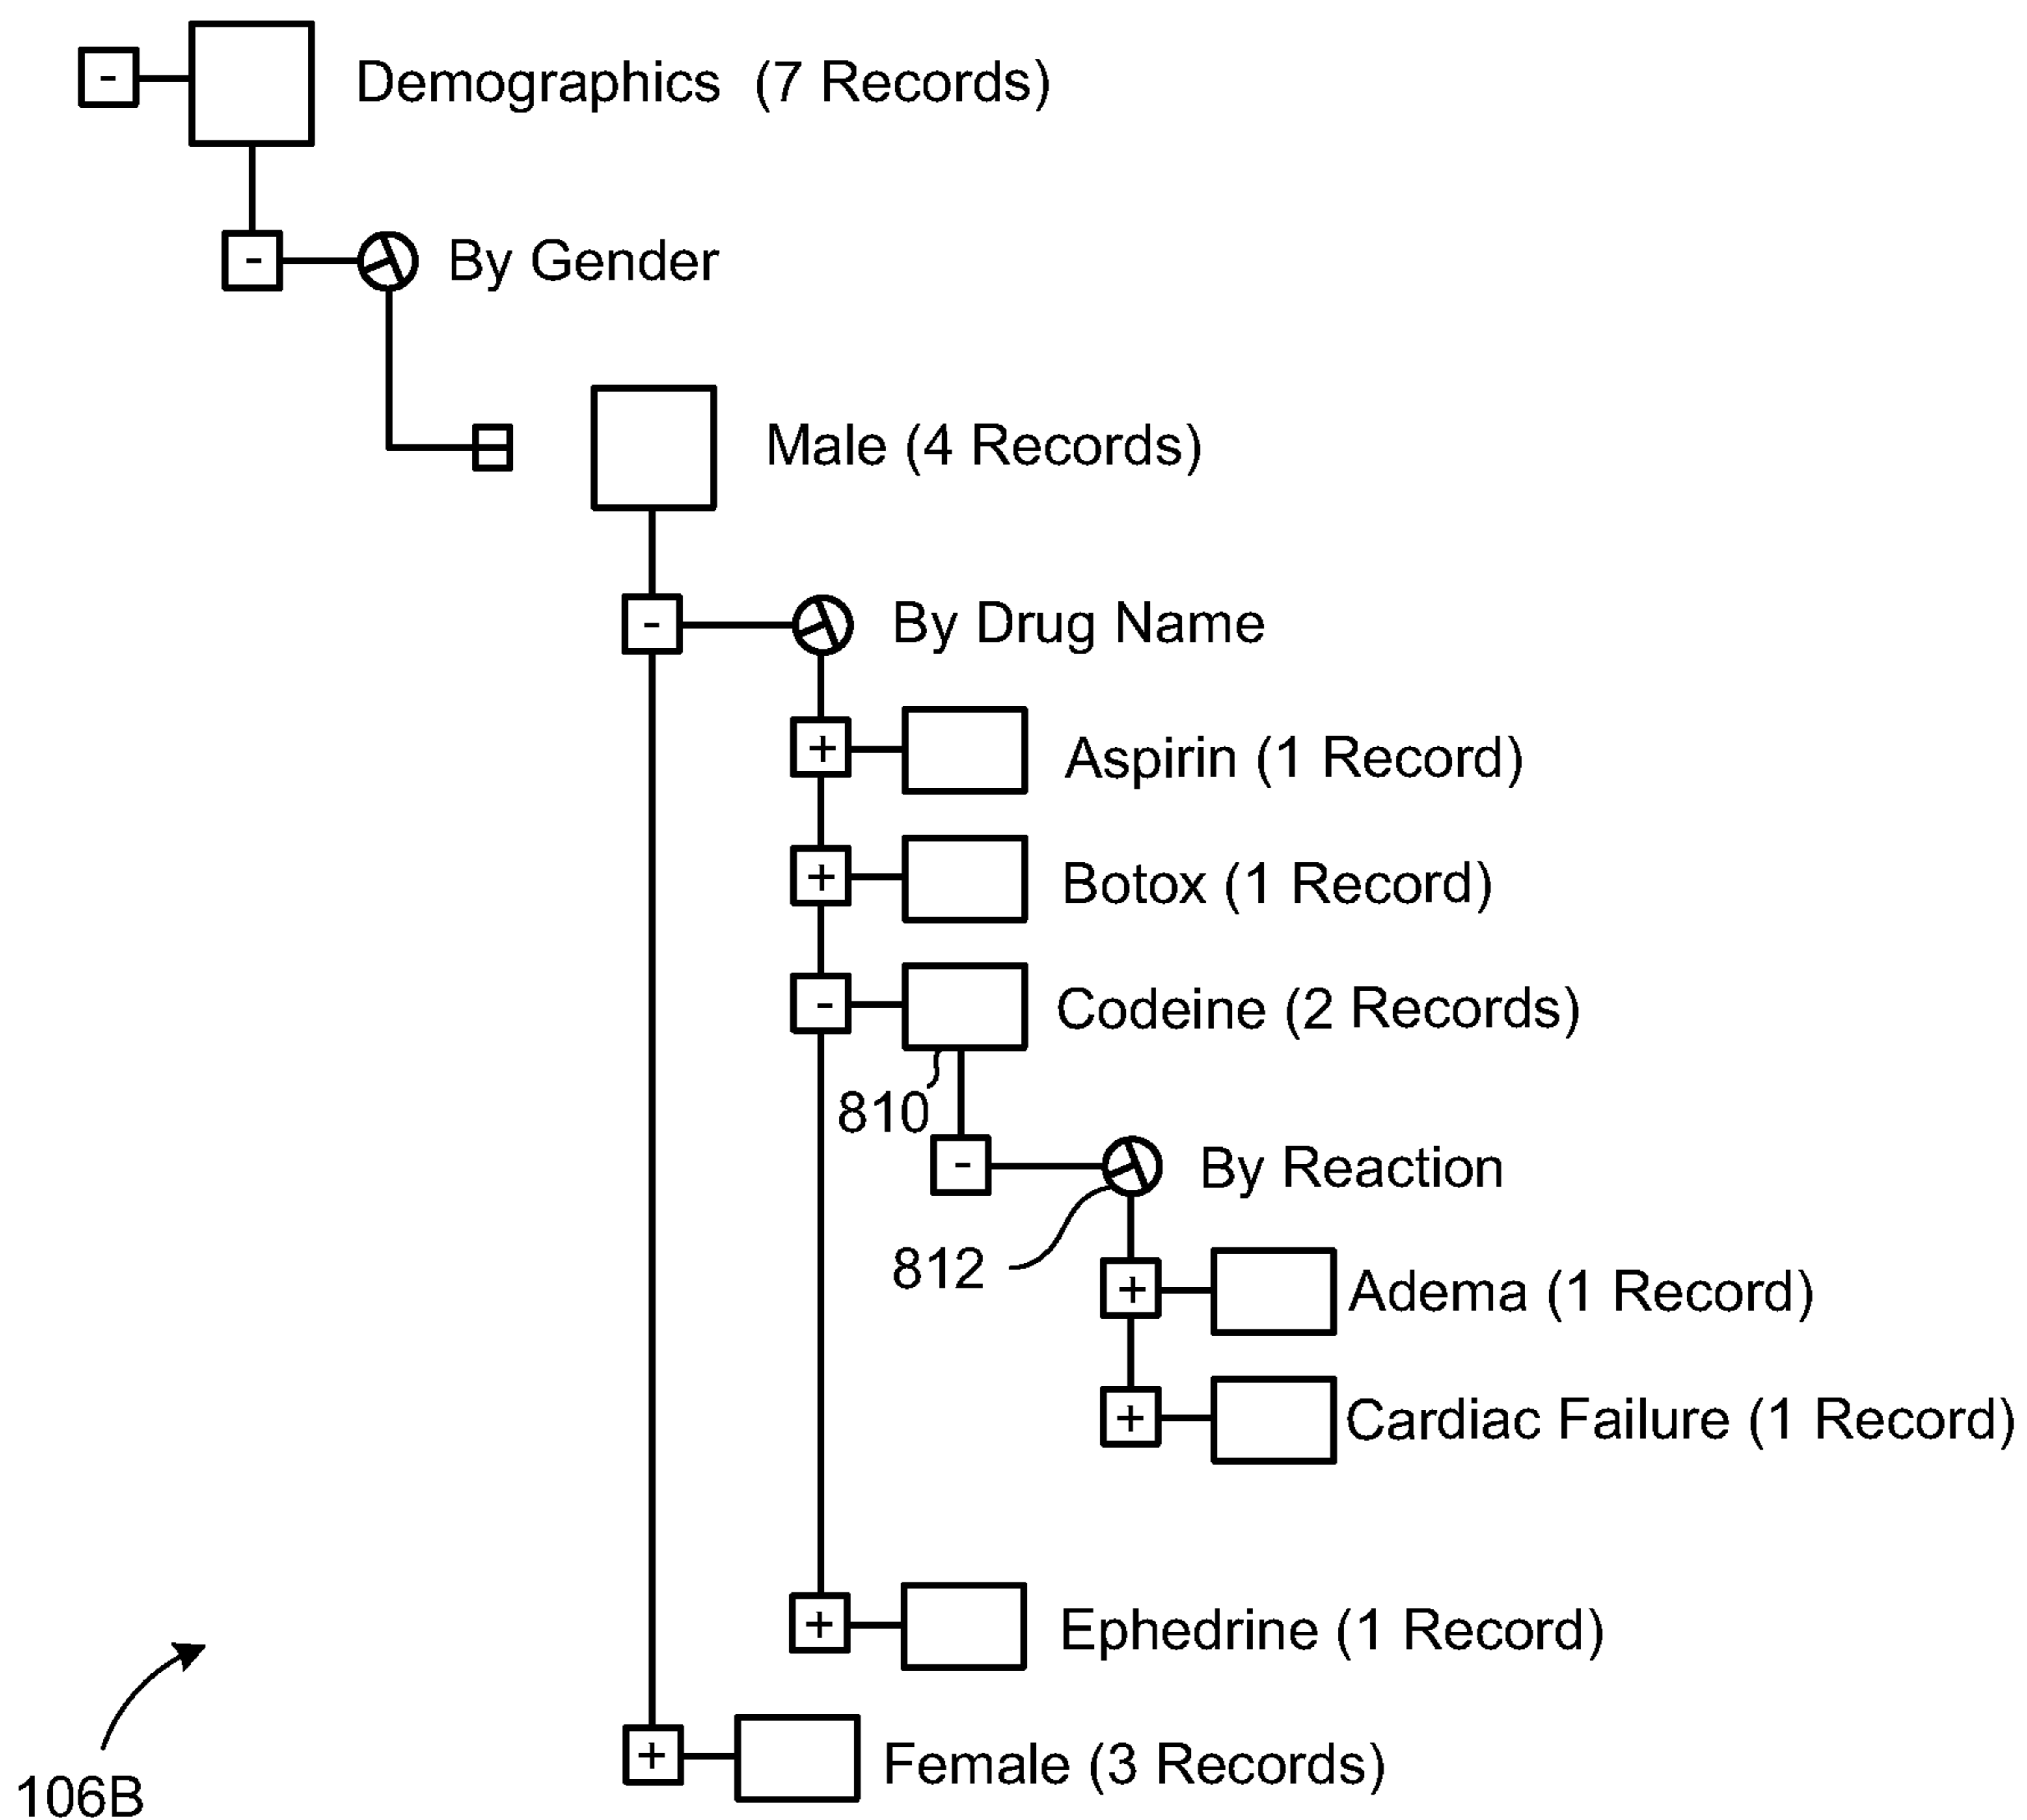 - Demographics (7 Records)
- By Gender
Male (4 Records)
- By Drug Name
+ Aspirin (1 Record)
+ Botox (1 Record)
- Codeine (2 Records)
810
- By Reaction
812
+ Adema (1 Record)
+ Cardiac Failure (1 Record)
+ Ephedrine (1 Record)
+ Female (3 Records)
106B